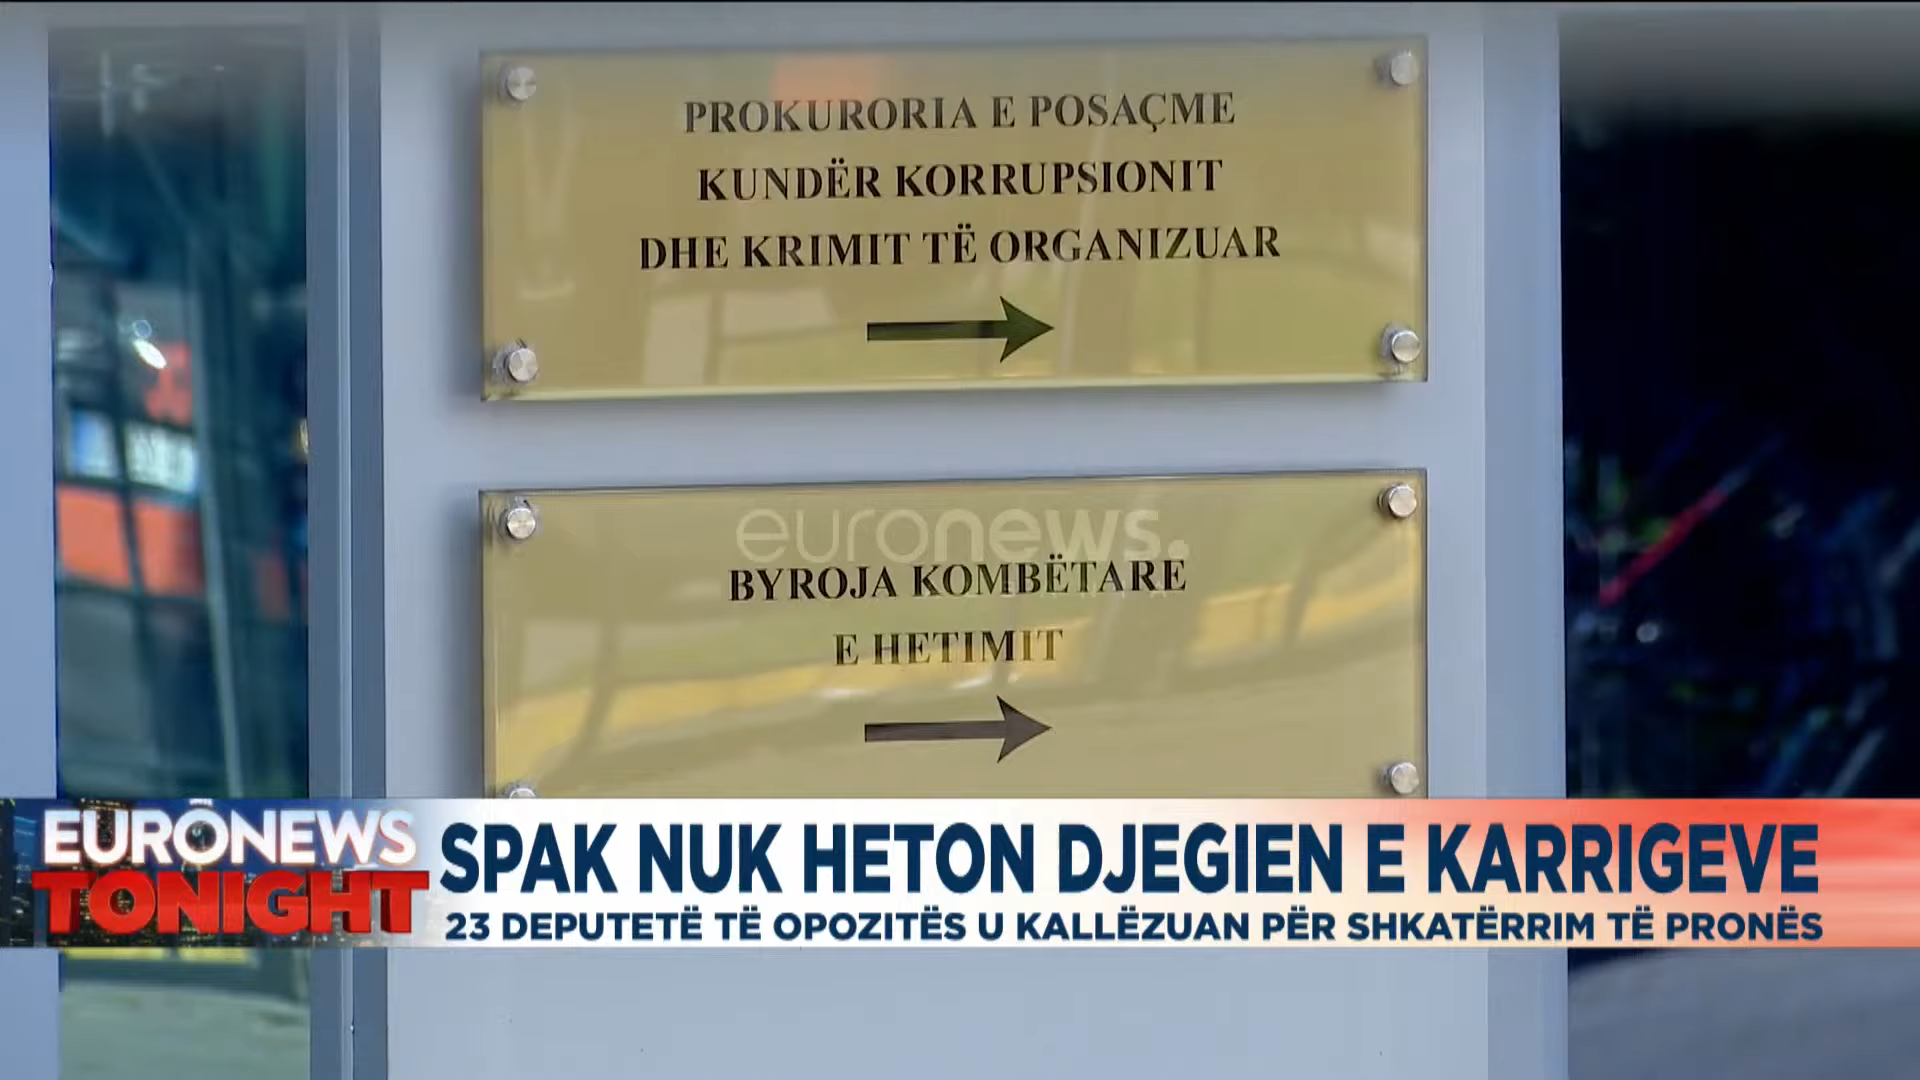 PROKURORIA E POSAÇME
KUNDËR KORRUPSIONIT
DHE KRIMIT TË ORGANIZUAR
euronews.
BYROJA KOMBËTARE
E HETIMIT
EURONEWS
TONIGHT
SPAK NUK HETON DJEGIEN E KARRIGEVE
23 DEPUTETË TË OPOZITËS U KALLËZUAN PËR SHKATËRRIM TË PRONËS